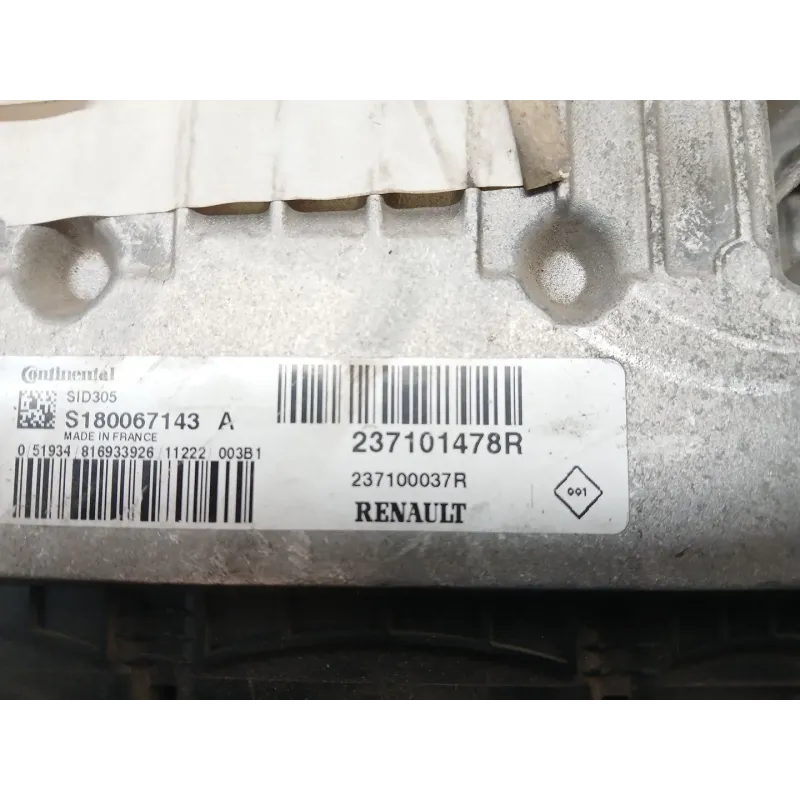 Continental
SID305
S180067143 A
MADE IN FRANCE
0/51934/816933926/11222 003B1
237101478R
237100037R
RENAULT
001